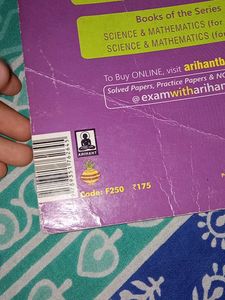 Books of the Series
SCIENCE & MATHEMATICS (for
SCIENCE & MATHEMATICS (for
To Buy ONLINE, visit arihantb
Solved Papers, Practice Papers & NC
@ examwitharihan
ARIHANT
Code: F250 ₹175